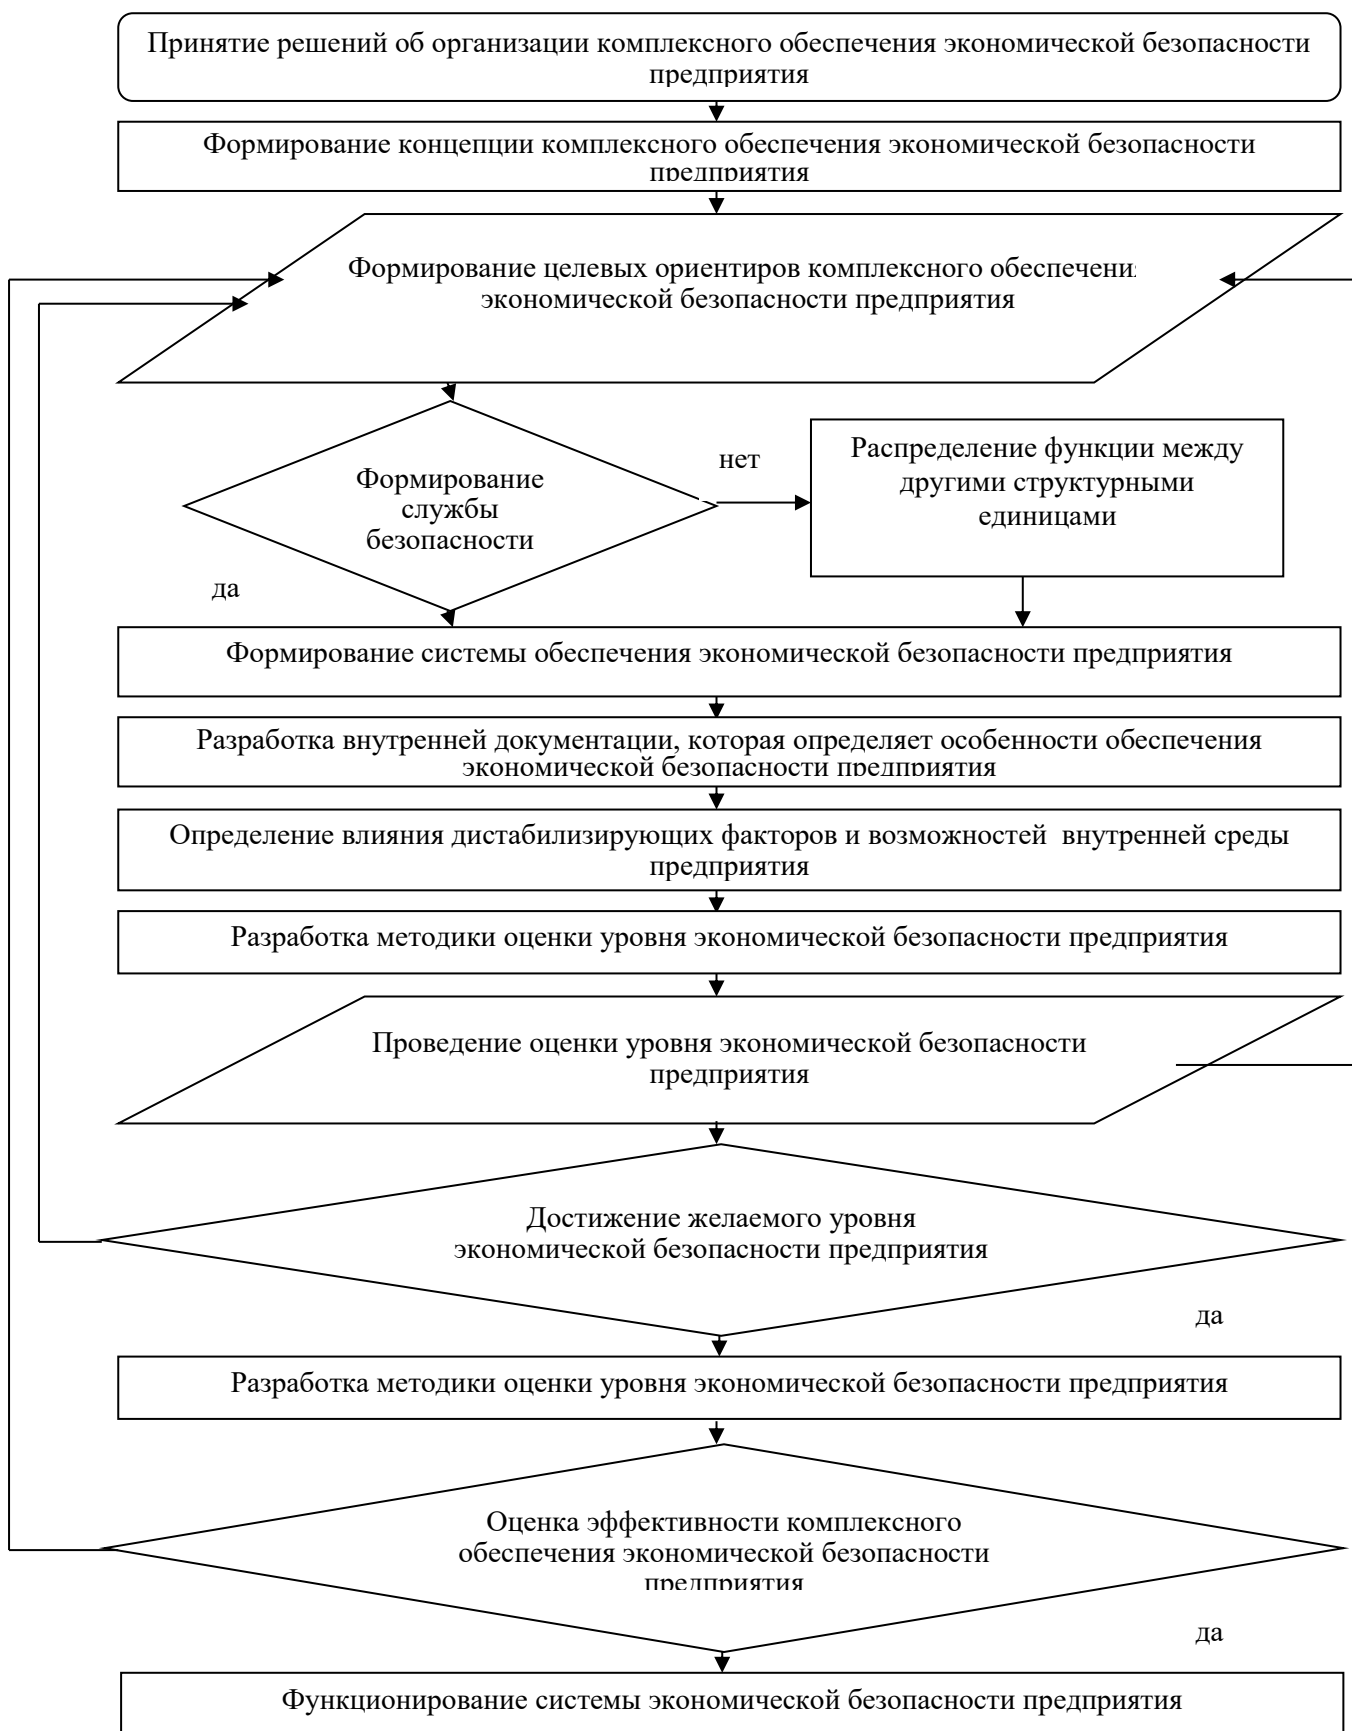 Принятие решений об организации комплексного обеспечения экономической безопасности
предприятия
Формирование концепции комплексного обеспечения экономической безопасности
предприятия
Формирование целевых ориентиров комплексного обеспечени
экономической безопасности предприятия
Формирование
службы
безопасности
нет
Распределение функции между
другими структурными
единицами
да
Формирование системы обеспечения экономической безопасности предприятия
Разработка внутренней документации, которая определяет особенности обеспечения
экономической безопасности предприятия
Определение влияния дистабилизирующих факторов и возможностей внутренней среды
предприятия
Разработка методики оценки уровня экономической безопасности предприятия
Проведение оценки уровня экономической безопасности
предприятия
Достижение желаемого уровня
экономической безопасности предприятия
да
Разработка методики оценки уровня экономической безопасности предприятия
Оценка эффективности комплексного
обеспечения экономической безопасности
предприятия
да
Функционирование системы экономической безопасности предприятия